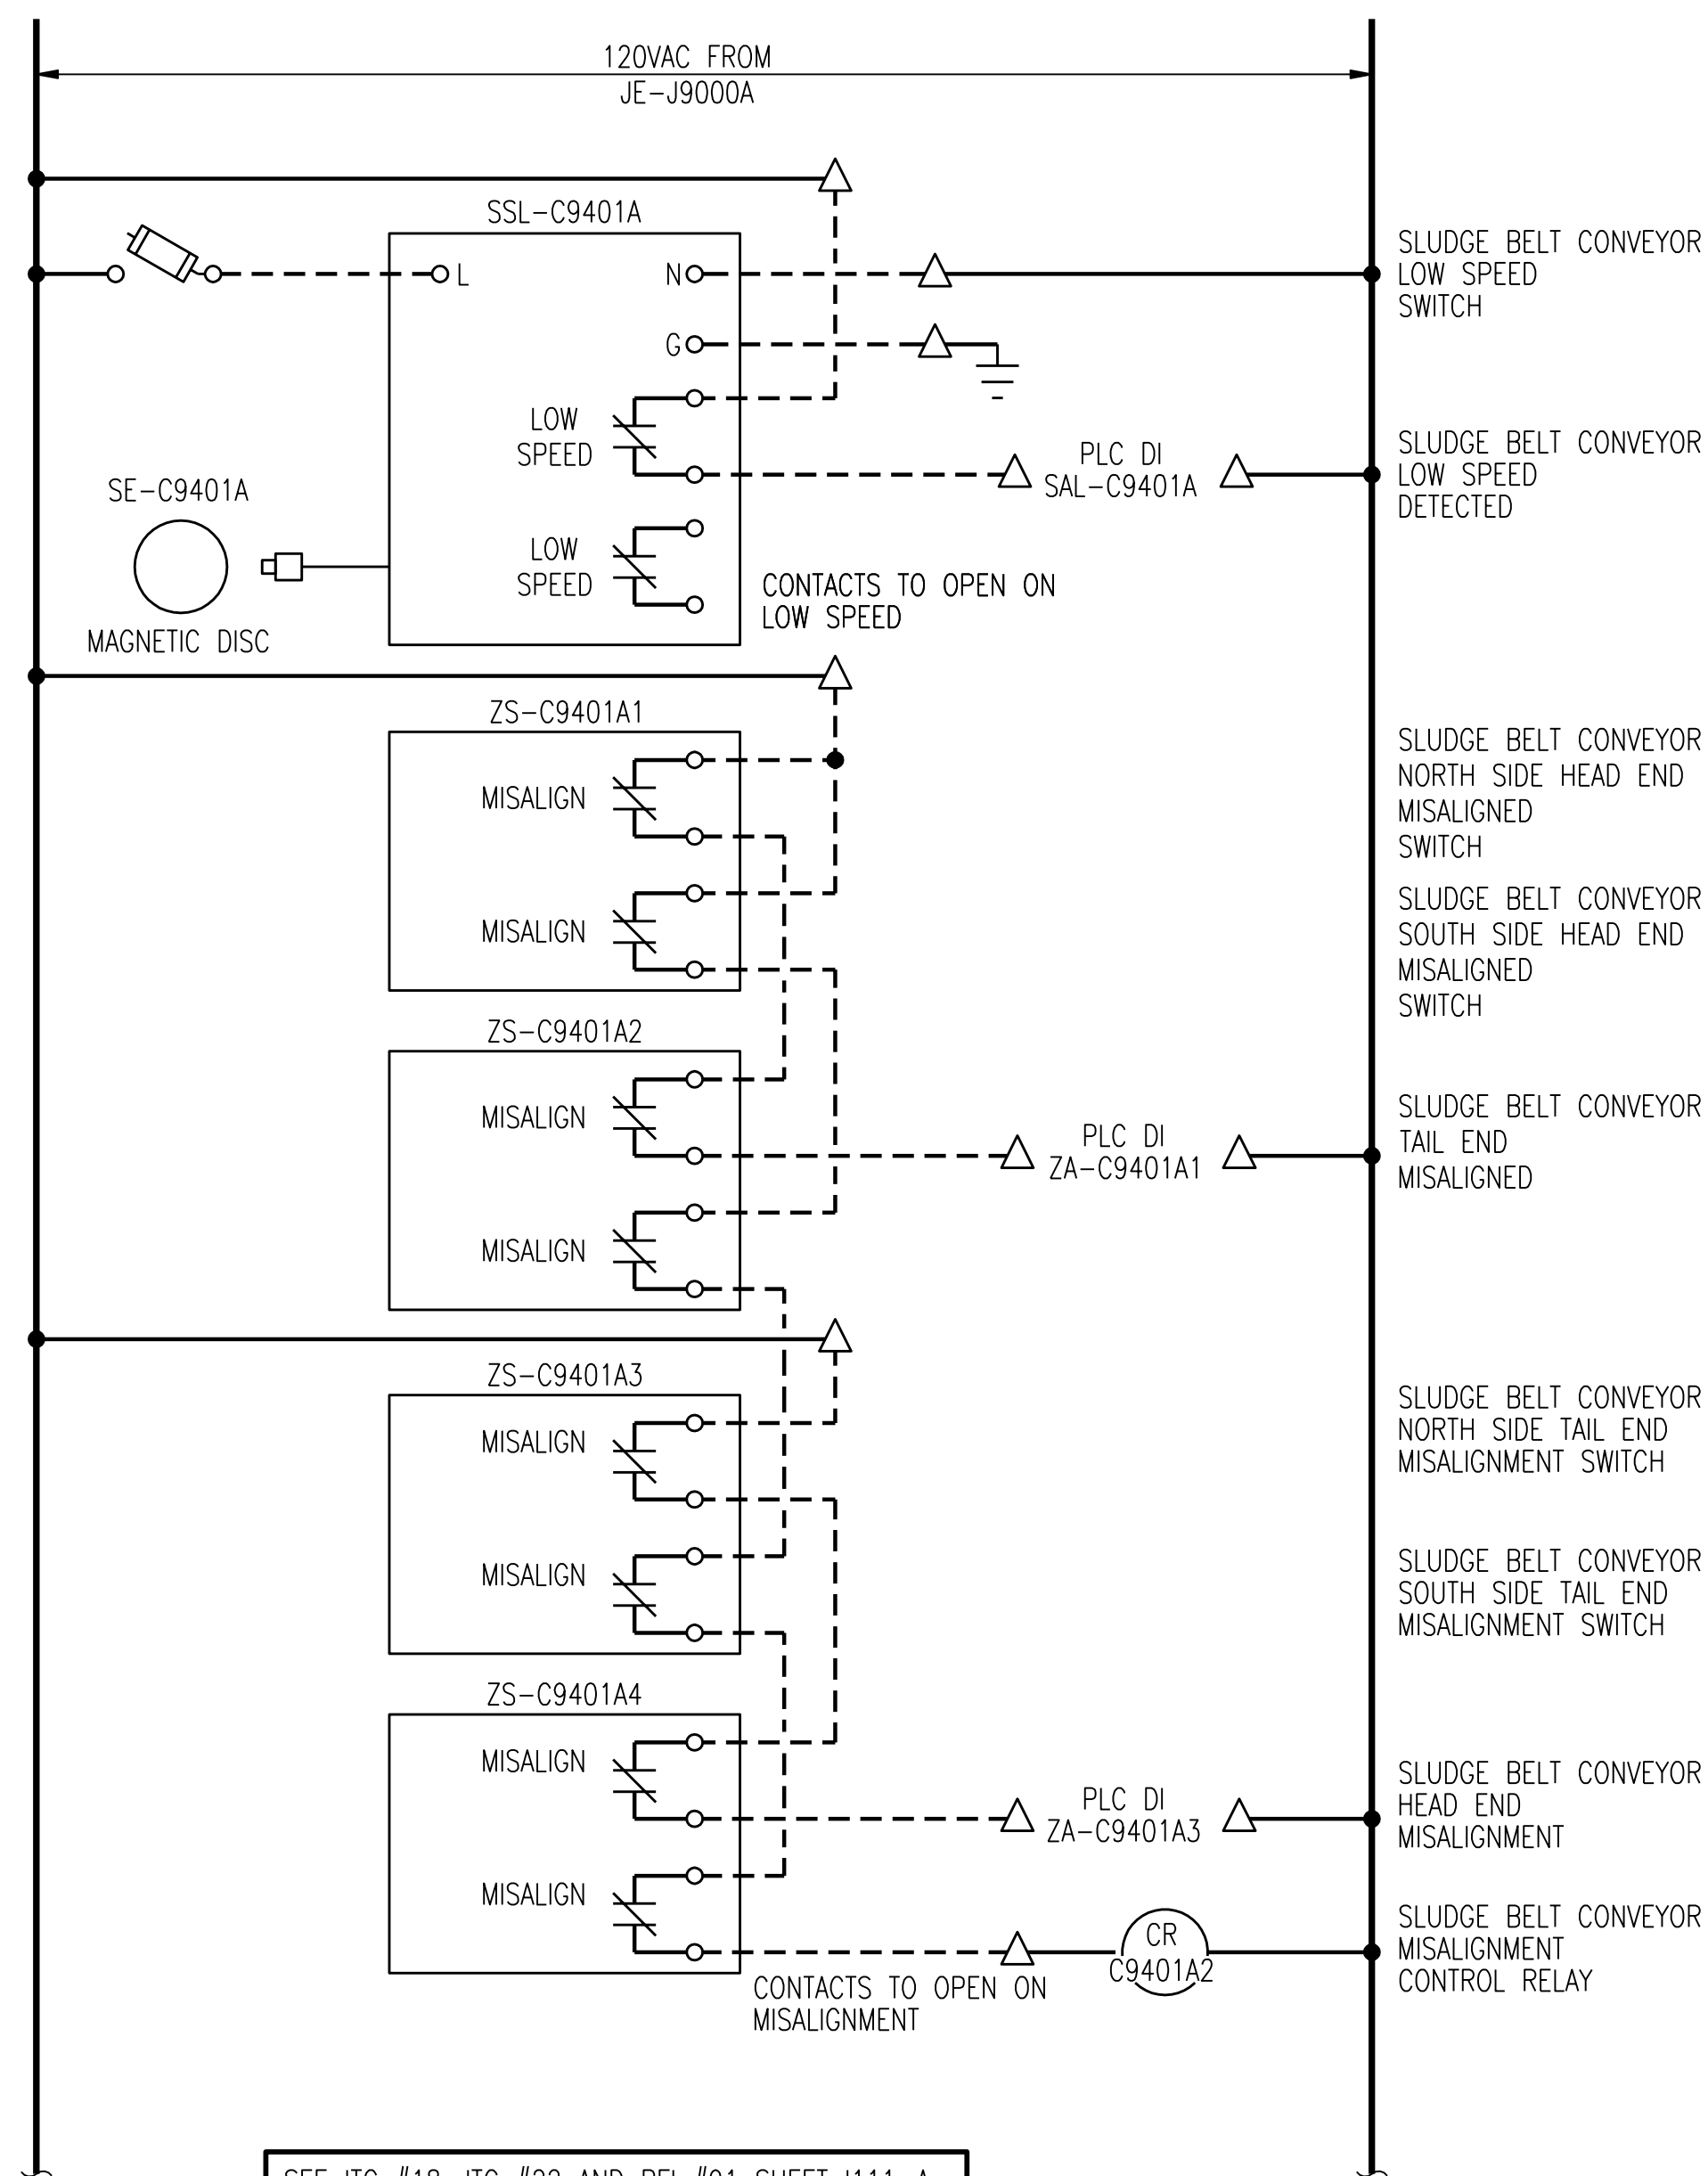 120VAC FROM
JE-J9000A
SSL-C9401A
L
N
G
SLUDGE BELT CONVEYOR
LOW SPEED
SWITCH
LOW
SPEED
PLC DI
SAL-C9401A
SLUDGE BELT CONVEYOR
LOW SPEED
DETECTED
SE-C9401A
MAGNETIC DISC
LOW
SPEED
CONTACTS TO OPEN ON
LOW SPEED
ZS-C9401A1
MISALIGN
MISALIGN
SLUDGE BELT CONVEYOR
NORTH SIDE HEAD END
MISALIGNED
SWITCH
SLUDGE BELT CONVEYOR
SOUTH SIDE HEAD END
MISALIGNED
SWITCH
ZS-C9401A2
MISALIGN
PLC DI
ZA-C9401A1
SLUDGE BELT CONVEYOR
TAIL END
MISALIGNED
MISALIGN
ZS-C9401A3
MISALIGN
SLUDGE BELT CONVEYOR
NORTH SIDE TAIL END
MISALIGNMENT SWITCH
MISALIGN
SLUDGE BELT CONVEYOR
SOUTH SIDE TAIL END
MISALIGNMENT SWITCH
ZS-C9401A4
MISALIGN
PLC DI
ZA-C9401A3
SLUDGE BELT CONVEYOR
HEAD END
MISALIGNMENT
MISALIGN
CR
C9401A2
SLUDGE BELT CONVEYOR
MISALIGNMENT
CONTROL RELAY
CONTACTS TO OPEN ON
MISALIGNMENT